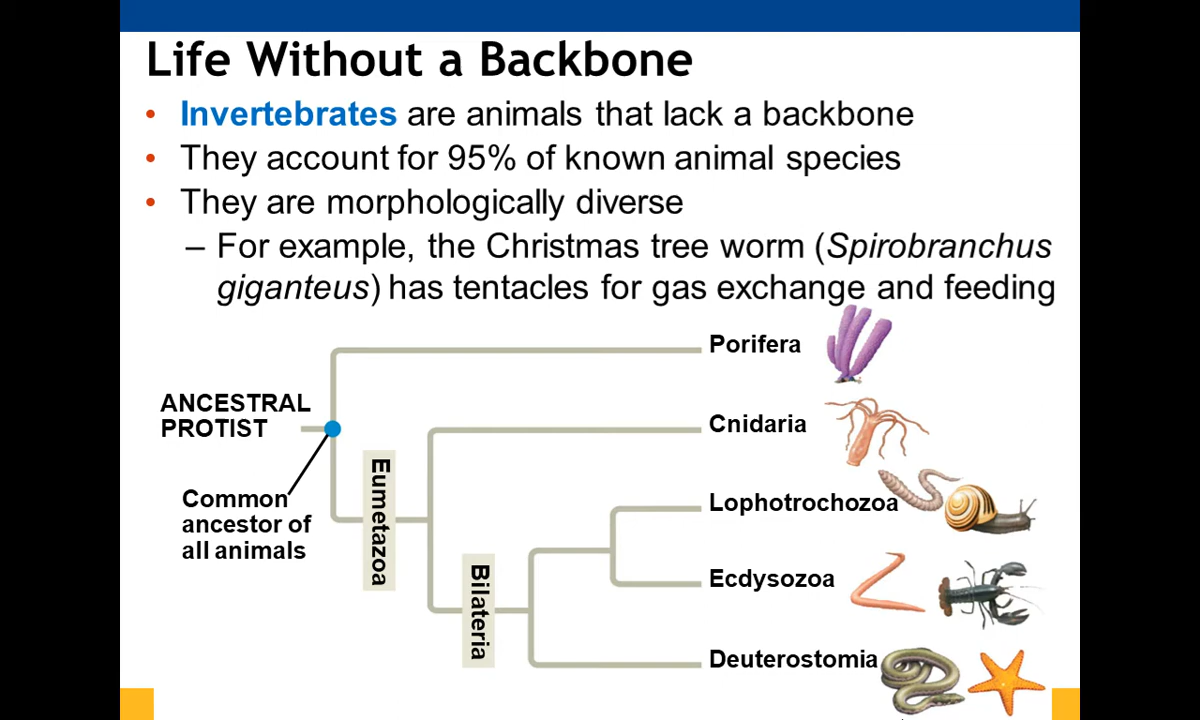 Life Without a Backbone
• Invertebrates are animals that lack a backbone
• They account for 95% of known animal species
• They are morphologically diverse
– For example, the Christmas tree worm (Spirobranchus
giganteus) has tentacles for gas exchange and feeding
Porifera
ANCESTRAL
PROTIST
Cnidaria
Common
ancestor of
all animals
Eumetazoa
Lophotrochozoa
Bilateria
Ecdysozoa
Deuterostomia